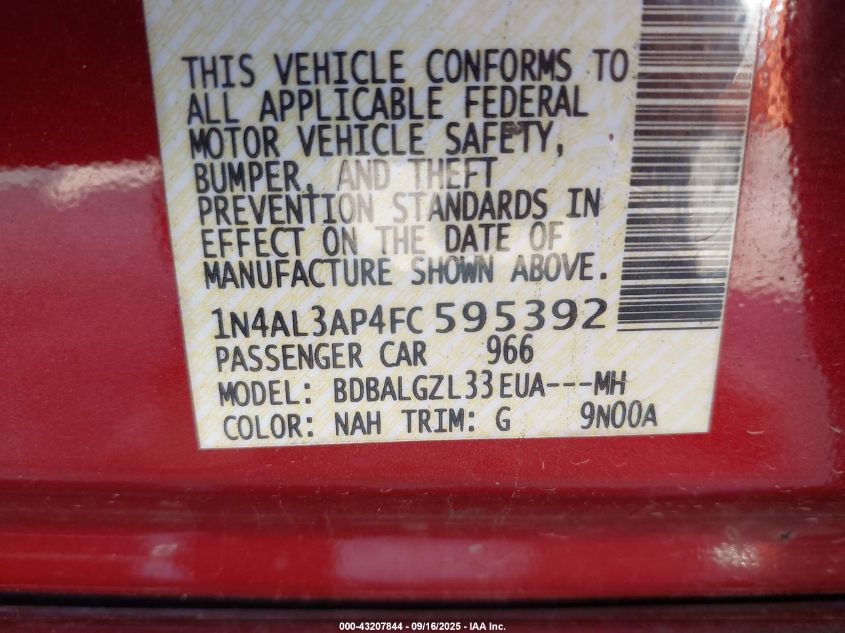 THIS VEHICLE CONFORMS TO
ALL APPLICABLE FEDERAL
MOTOR VEHICLE SAFETY,
BUMPER, AND THEFT
PREVENTION STANDARDS IN
EFFECT ON THE DATE OF
MANUFACTURE SHOWN ABOVE.
1N4AL3AP4FC595392
PASSENGER CAR 966
MODEL: BDBALGZL33EUA---MH
COLOR: NAH TRIM: G 9N00A
000-43207844 - 09/16/2025 - IAA Inc.